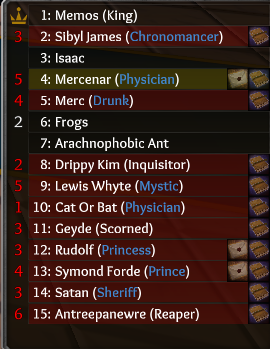 1: Memos (King)
3 2: Sibyl James (Chronomancer)
3: Isaac
5 4: Mercenar (Physician)
4 5: Merc (Drunk)
2 6: Frogs
7: Arachnophobic Ant
2 8: Drippy Kim (Inquisitor)
5 9: Lewis Whyte (Mystic)
1 10: Cat Or Bat (Physician)
3 11: Geyde (Scorned)
3 12: Rudolf (Princess)
4 13: Symond Forde (Prince)
3 14: Satan (Sheriff)
6 15: Antreepanewre (Reaper)